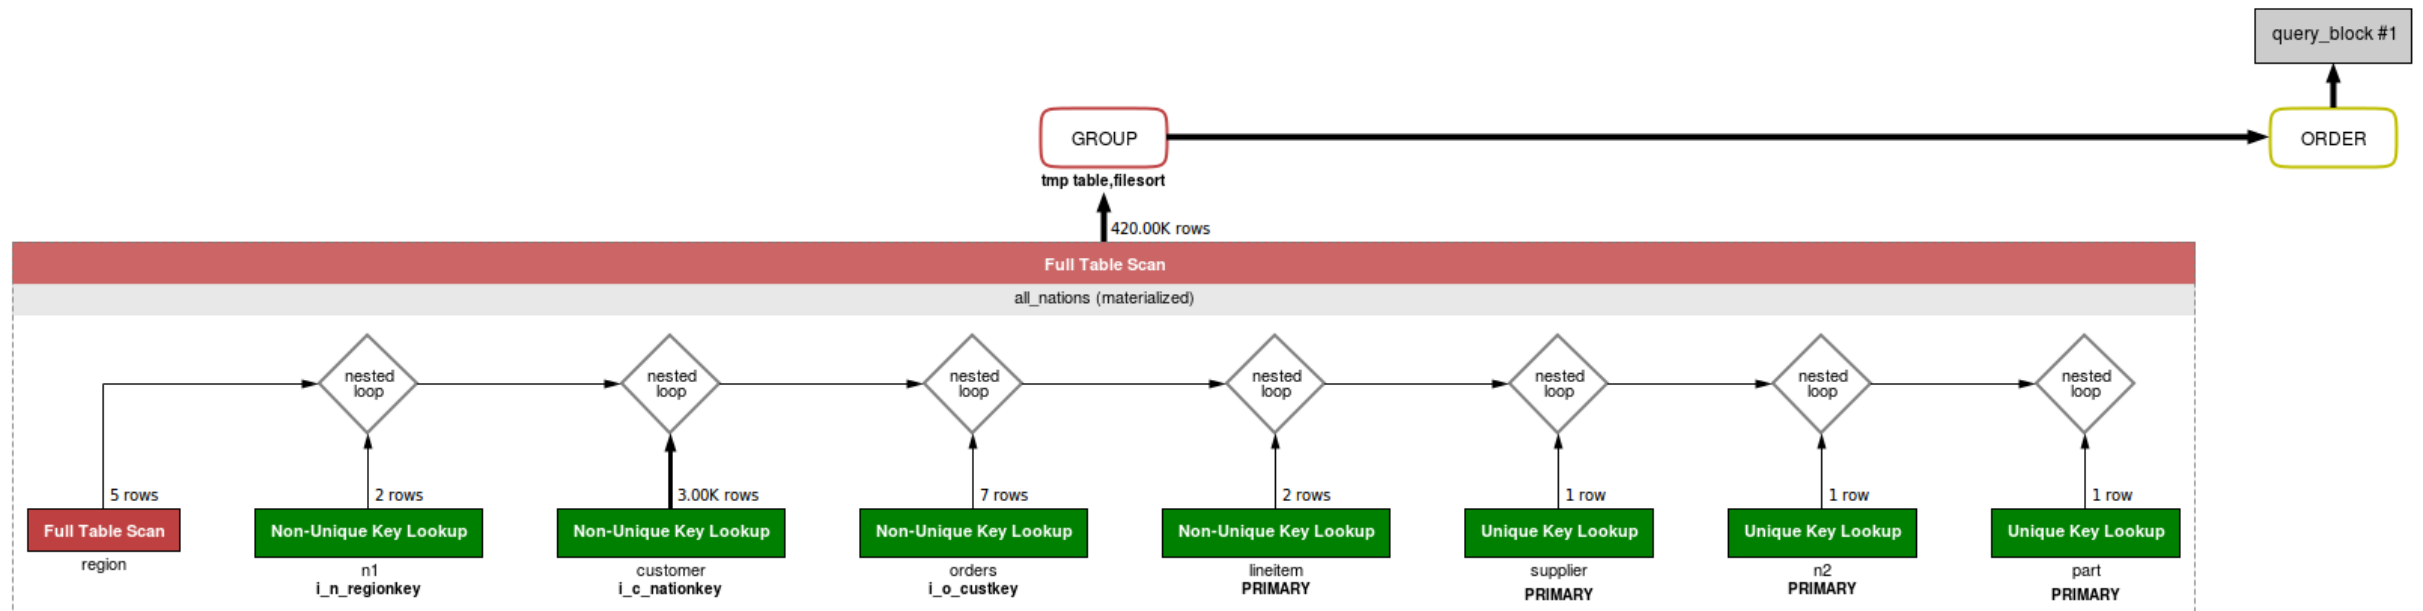 query_block #1
GROUP
ORDER
tmp table,filesort
420.00K rows
Full Table Scan
all_nations (materialized)
nested
loop
nested
loop
nested
loop
nested
loop
nested
loop
nested
loop
nested
loop
5 rows
2 rows
3.00K rows
7 rows
2 rows
1 row
1 row
1 row
Full Table Scan
Non-Unique Key Lookup
Non-Unique Key Lookup
Non-Unique Key Lookup
Non-Unique Key Lookup
Unique Key Lookup
Unique Key Lookup
Unique Key Lookup
region
n1
customer
orders
lineitem
supplier
n2
part
i_n_regionkey
i_c_nationkey
i_o_custkey
PRIMARY
PRIMARY
PRIMARY
PRIMARY